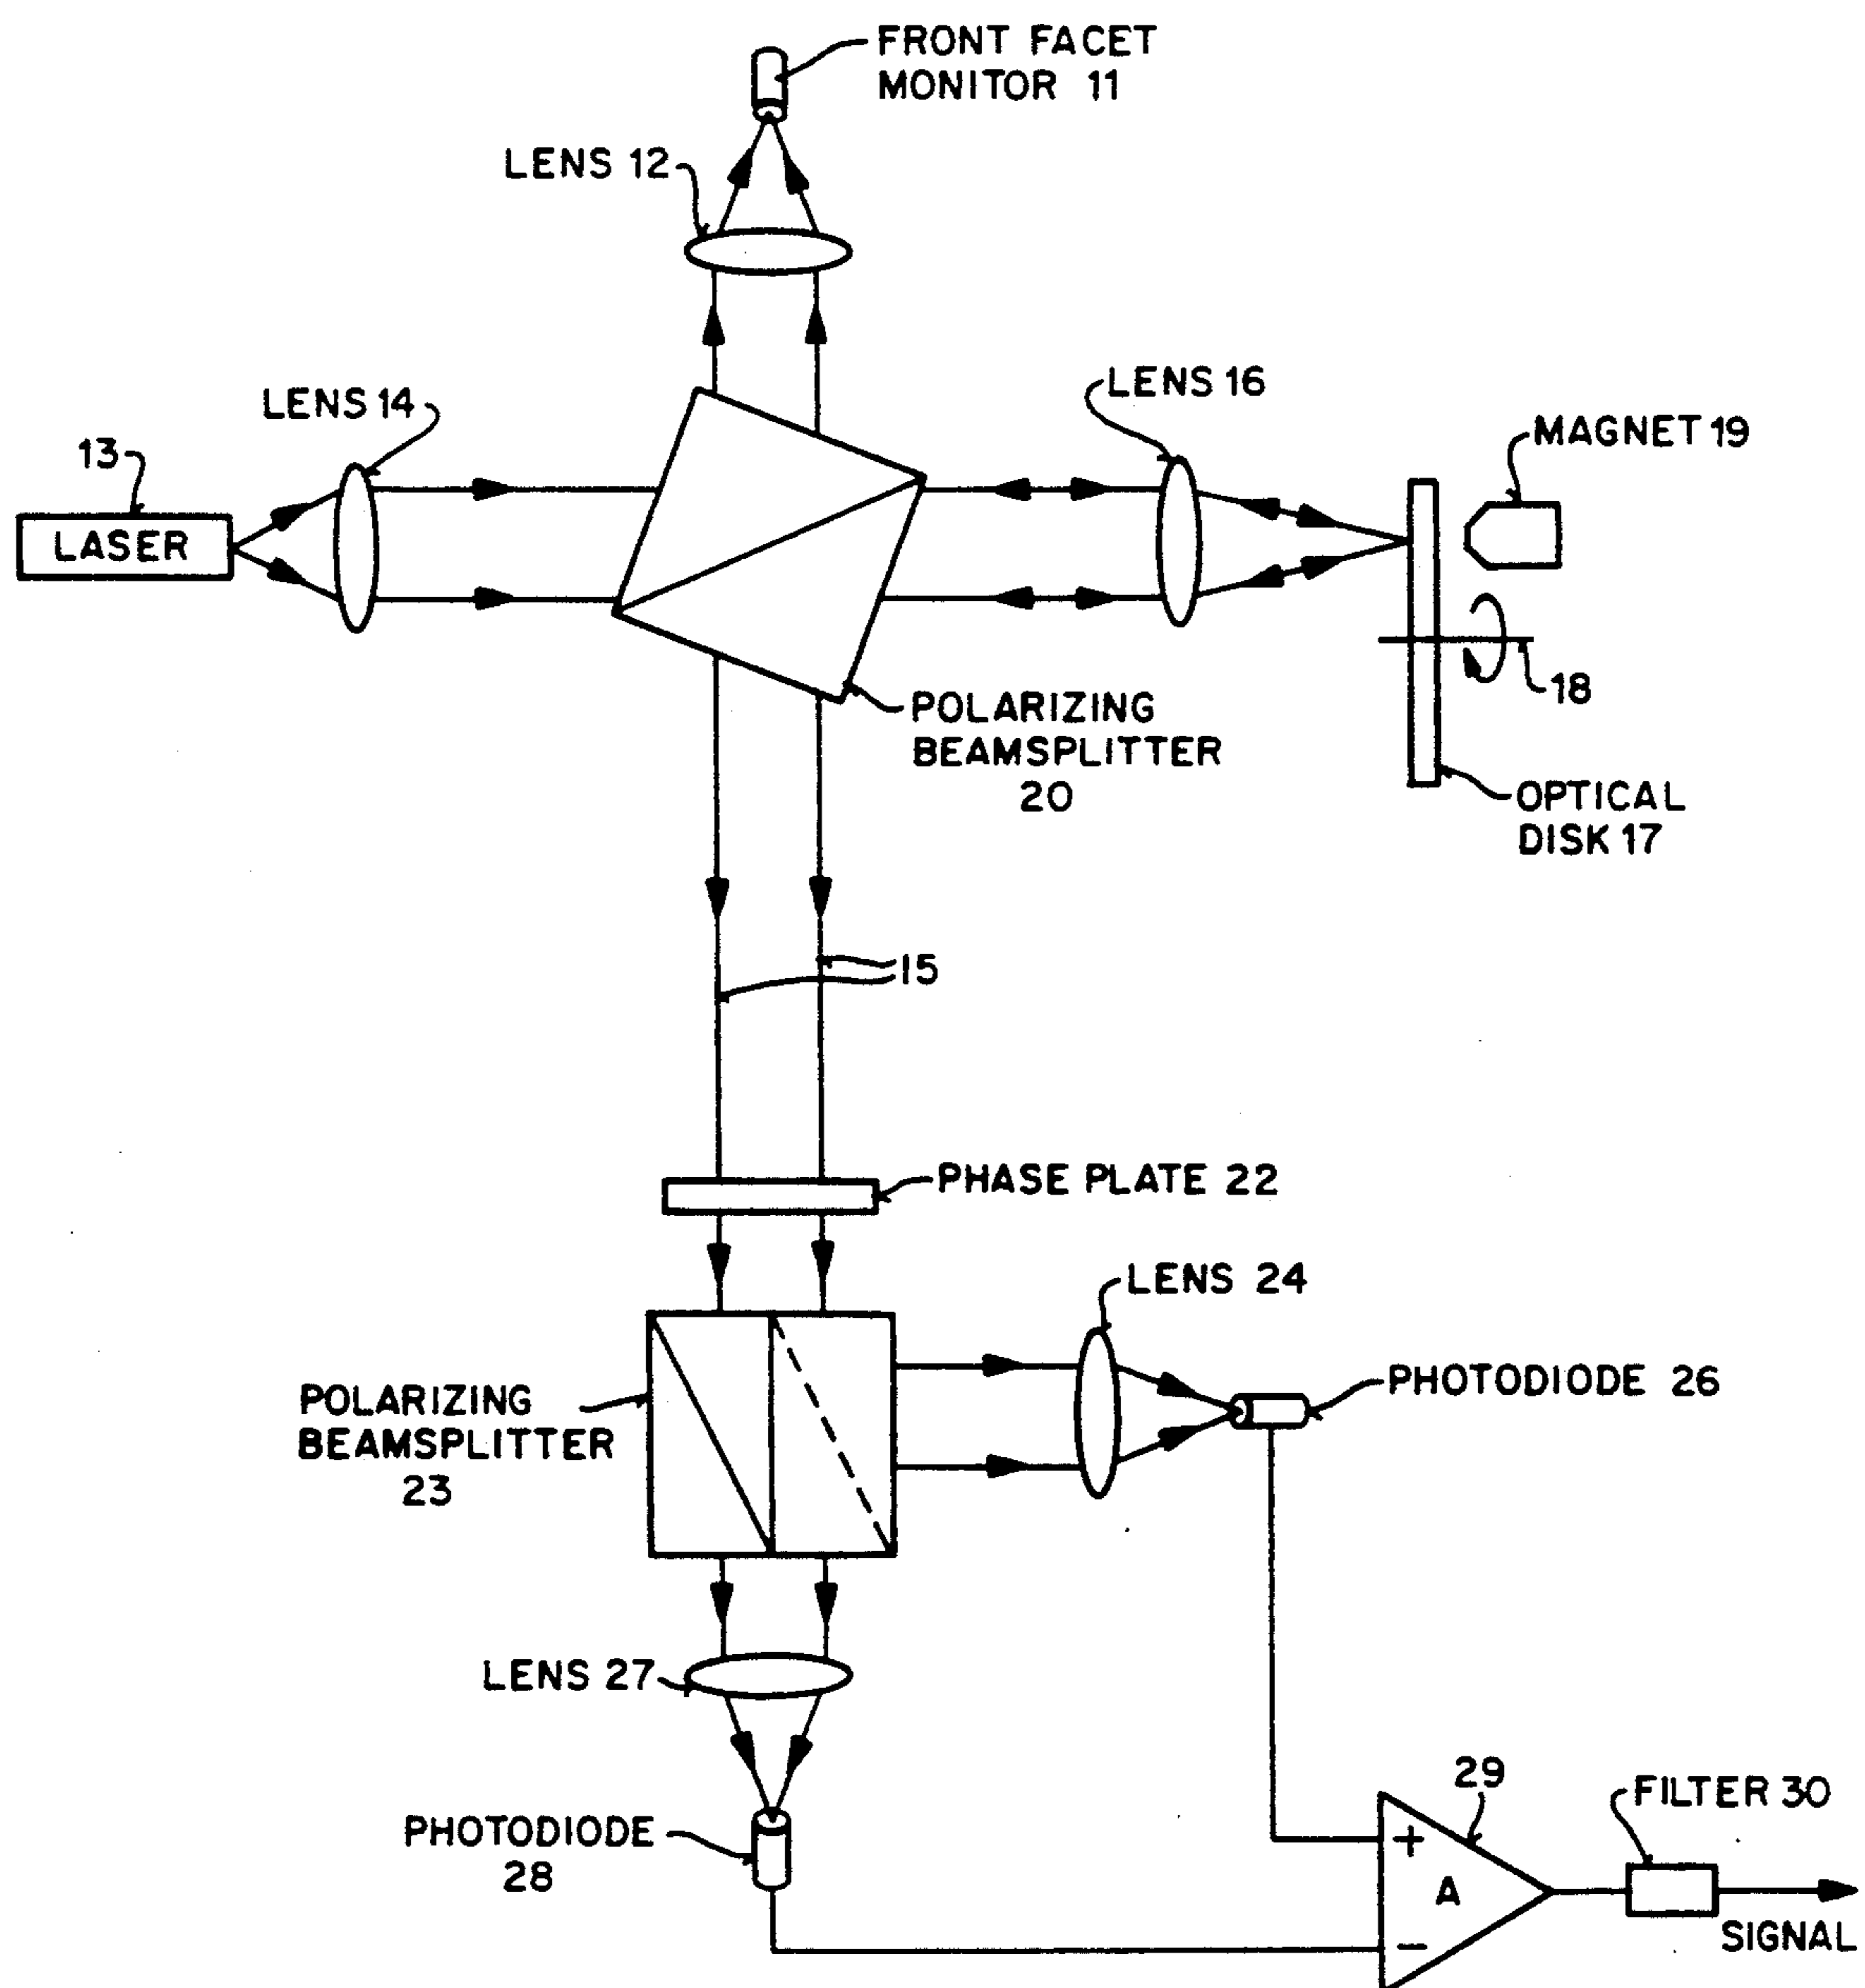 FRONT FACET
MONITOR 11
LENS 12
LENS 14
LENS 16
13
MAGNET 19
LASER
18
POLARIZING
BEAMSPLITTER
20
OPTICAL
DISK 17
15
PHASE PLATE 22
LENS 24
POLARIZING
BEAMSPLITTER
23
PHOTODIODE 26
LENS 27
29
FILTER 30
PHOTODIODE
28
+
A
SIGNAL
−